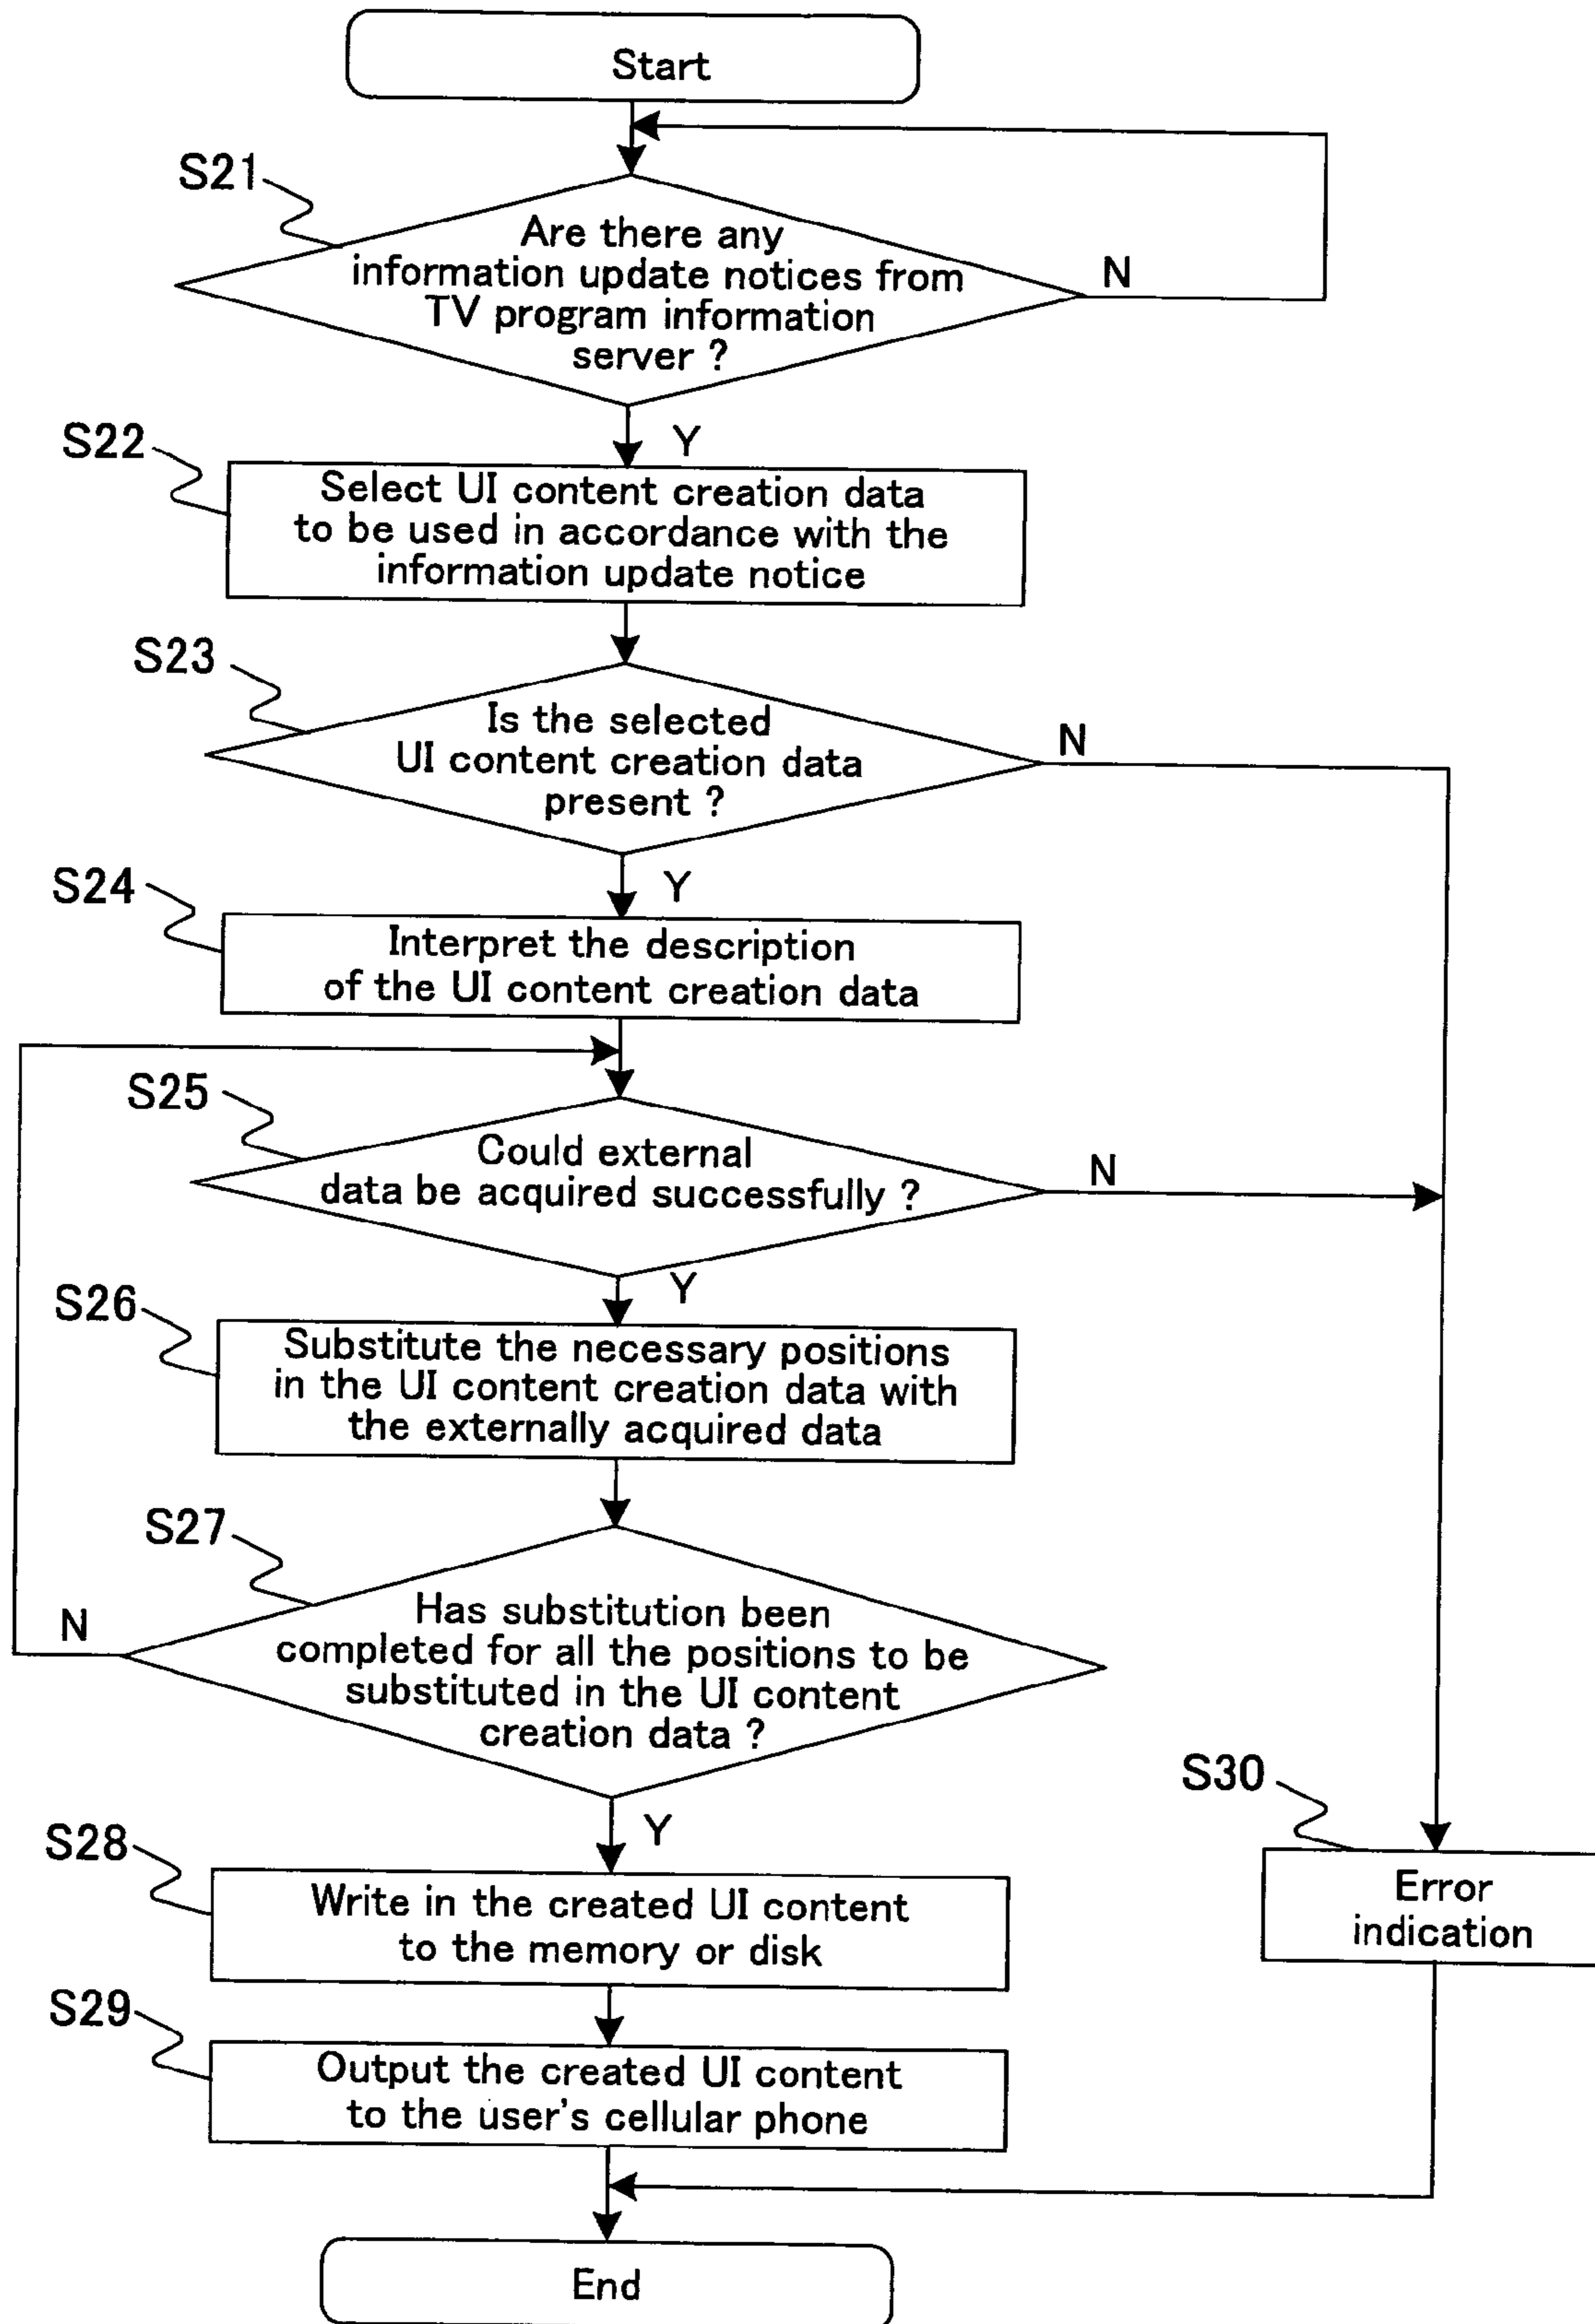 Start
S21
Are there any
information update notices from
TV program information
server ?
N
Y
S22
Select UI content creation data
to be used in accordance with the
information update notice
S23
Is the selected
UI content creation data
present ?
N
Y
S24
Interpret the description
of the UI content creation data
S25
Could external
data be acquired successfully ?
N
Y
S26
Substitute the necessary positions
in the UI content creation data with
the externally acquired data
S27
Has substitution been
completed for all the positions to be
substituted in the UI content
creation data ?
N
Y
S28
Write in the created UI content
to the memory or disk
S30
Error
indication
S29
Output the created UI content
to the user's cellular phone
End